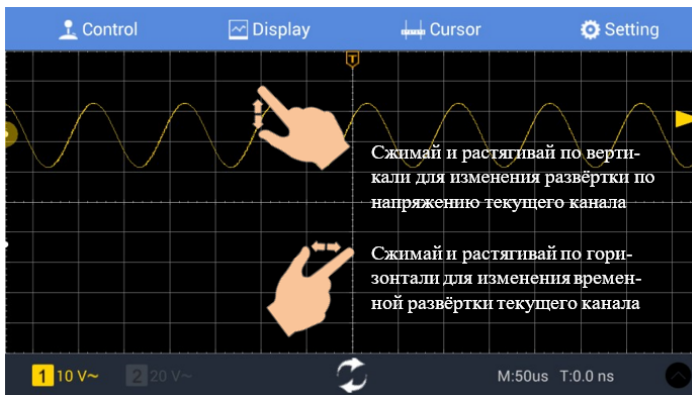 Control Display Cursor Setting
T
Сжимай и растягивай по верти-
кали для изменения развёртки по
напряжению текущего канала
Сжимай и растягивай по гори-
зонтали для изменения времен-
ной развёртки текущего канала
1 10 V~ 2 20 V~ M:50us T:0.0 ns